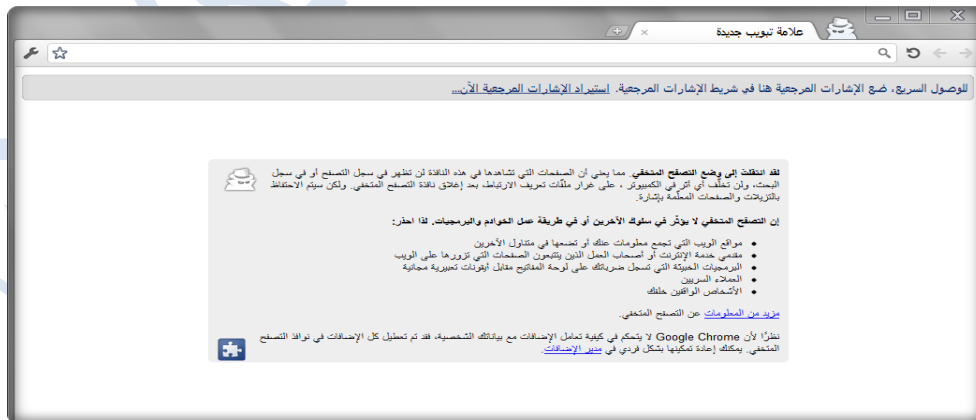 علامة تبويب جديدة
للوصول السريع، ضع الإشارات المرجعية هنا في شريط الإشارات المرجعية. استيراد الإشارات المرجعية الآن...
لقد انتقلت إلى وضع التصفح المتخفي. مما يعني أن الصفحات التي تشاهدها في هذه النافذة لن تظهر في سجل التصفح أو في سجل
البحث، ولن تخلّف أي أثر في الكمبيوتر ، على غرار ملفّات تعريف الارتباط، بعد إغلاق نافذة التصفح المتخفي. ولكن سيتم الاحتفاظ
بالتنزيلات والصفحات المعلّمة بإشارة.
إن التصفح المتخفي لا يؤثّر في سلوك الآخرين أو في طريقة عمل الخوادم والبرمجيات. لذا احذر:
• مواقع الويب التي تجمع معلومات عنك أو تضعها في متناول الآخرين
• مقدمي خدمة الإنترنت أو أصحاب العمل الذين يتتبعون الصفحات التي تزورها على الويب
• البرمجيات الخبيثة التي تسجل ضرباتك على لوحة المفاتيح مقابل أيقونات تعبيرية مجانية
• العملاء السريين
• الأشخاص الواقفين خلفك
مزيد من المعلومات عن التصفح المتخفي.
نظرًا لأن Google Chrome لا يتحكم في كيفية تعامل الإضافات مع بياناتك الشخصية، فقد تم تعطيل كل الإضافات في نوافذ التصفح
المتخفي. يمكنك إعادة تمكينها بشكل فردي في مدير الإضافات.